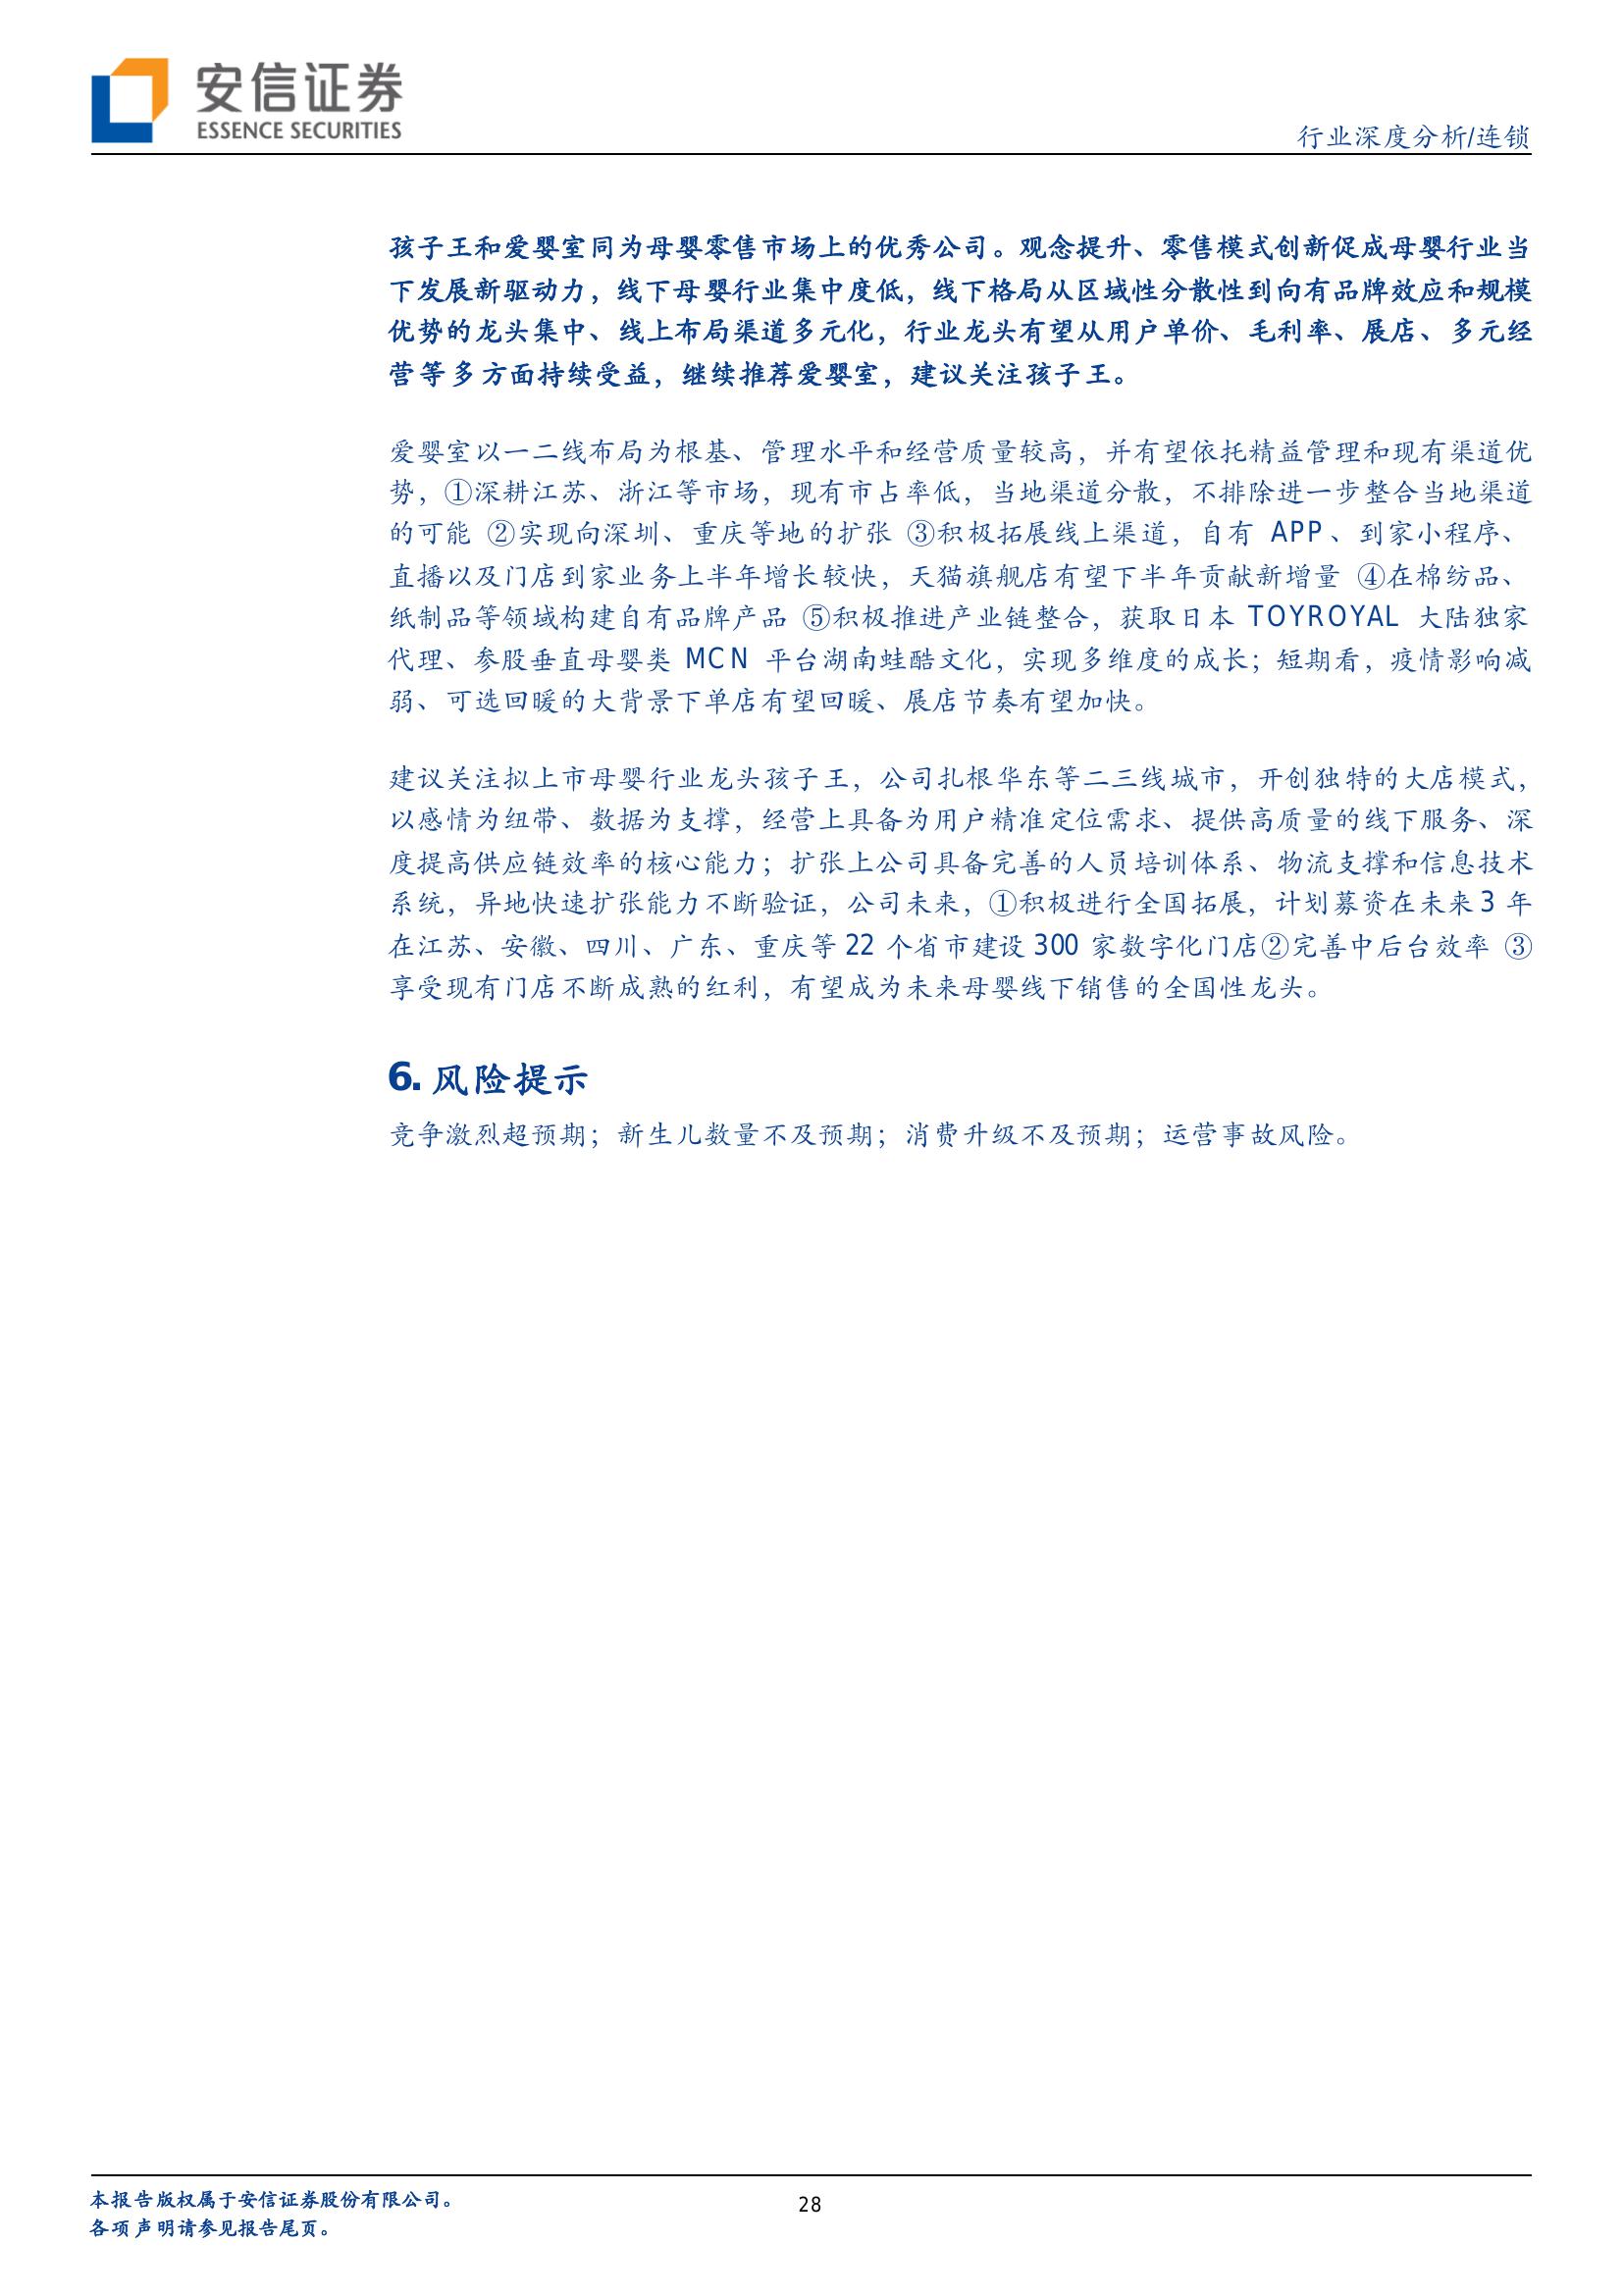 安信证券
ESSENCE SECURITIES
行业深度分析/连锁
孩子王和爱婴室同为母婴零售市场上的优秀公司。观念提升、零售模式创新促成母婴行业当
下发展新驱动力，线下母婴行业集中度低，线下格局从区域性分散性到向有品牌效应和规模
优势的龙头集中、线上布局渠道多元化，行业龙头有望从用户单价、毛利率、展店、多元经
营等多方面持续受益，继续推荐爱婴室，建议关注孩子王。
爱婴室以一二线布局为根基、管理水平和经营质量较高，并有望依托精益管理和现有渠道优
势，①深耕江苏、浙江等市场，现有市占率低，当地渠道分散，不排除进一步整合当地渠道
的可能 ②实现向深圳、重庆等地的扩张 ③积极拓展线上渠道，自有 APP、到家小程序、
直播以及门店到家业务上半年增长较快，天猫旗舰店有望下半年贡献新增量 ④在棉纺品、
纸制品等领域构建自有品牌产品 ⑤积极推进产业链整合，获取日本 TOYROYAL 大陆独家
代理、参股垂直母婴类 MCN 平台湖南蛙酷文化，实现多维度的成长；短期看，疫情影响减
弱、可选回暖的大背景下单店有望回暖、展店节奏有望加快。
建议关注拟上市母婴行业龙头孩子王，公司扎根华东等二三线城市，开创独特的大店模式，
以感情为纽带、数据为支撑，经营上具备为用户精准定位需求、提供高质量的线下服务、深
度提高供应链效率的核心能力；扩张上公司具备完善的人员培训体系、物流支撑和信息技术
系统，异地快速扩张能力不断验证，公司未来，①积极进行全国拓展，计划募资在未来 3 年
在江苏、安徽、四川、广东、重庆等 22 个省市建设 300 家数字化门店②完善中后台效率 ③
享受现有门店不断成熟的红利，有望成为未来母婴线下销售的全国性龙头。
6. 风险提示
竞争激烈超预期；新生儿数量不及预期；消费升级不及预期；运营事故风险。
本报告版权属于安信证券股份有限公司。
28
各项声明请参见报告尾页。